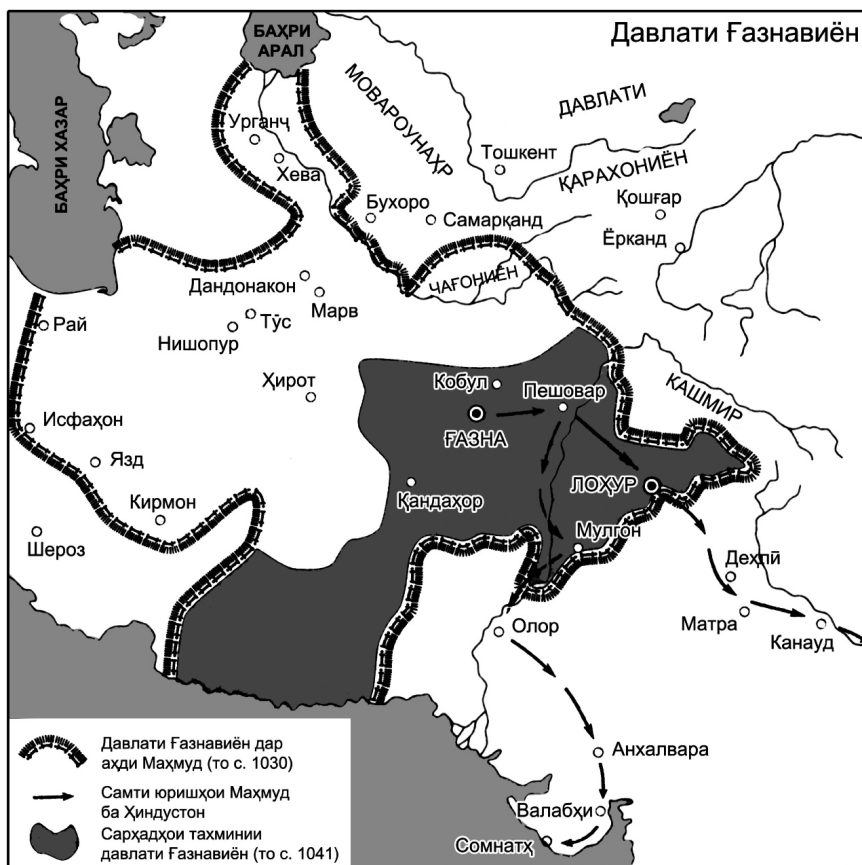 Давлати Ғазнавиён
БАҲРИ
АРАЛ
БАҲРИ ХАЗАР
МОВАРОУНАҲР
ДАВЛАТИ
ҚАРАХОНИЁН
Урганҷ
Хева
Тошкент
Бухоро
Самарқанд
Қошғар
Ёрканд
ЧАҒОНИЁН
Дандонакон
Марв
Тӯс
Нишопур
Рай
Ҳирот
Кобул
Пешовар
КАШМИР
ҒАЗНА
Исфаҳон
Язд
Қандаҳор
ЛОҲУР
Кирмон
Шероз
Мулгон
Деҳлӣ
Матра
Канауд
Олор
Анхалвара
Валабҳи
Сомнатҳ
Давлати Ғазнавиён дар
аҳди Маҳмуд (то с. 1030)
Самти юришҳои Маҳмуд
ба Ҳиндустон
Сарҳадҳои тахминии
давлати Ғазнавиён (то с. 1041)